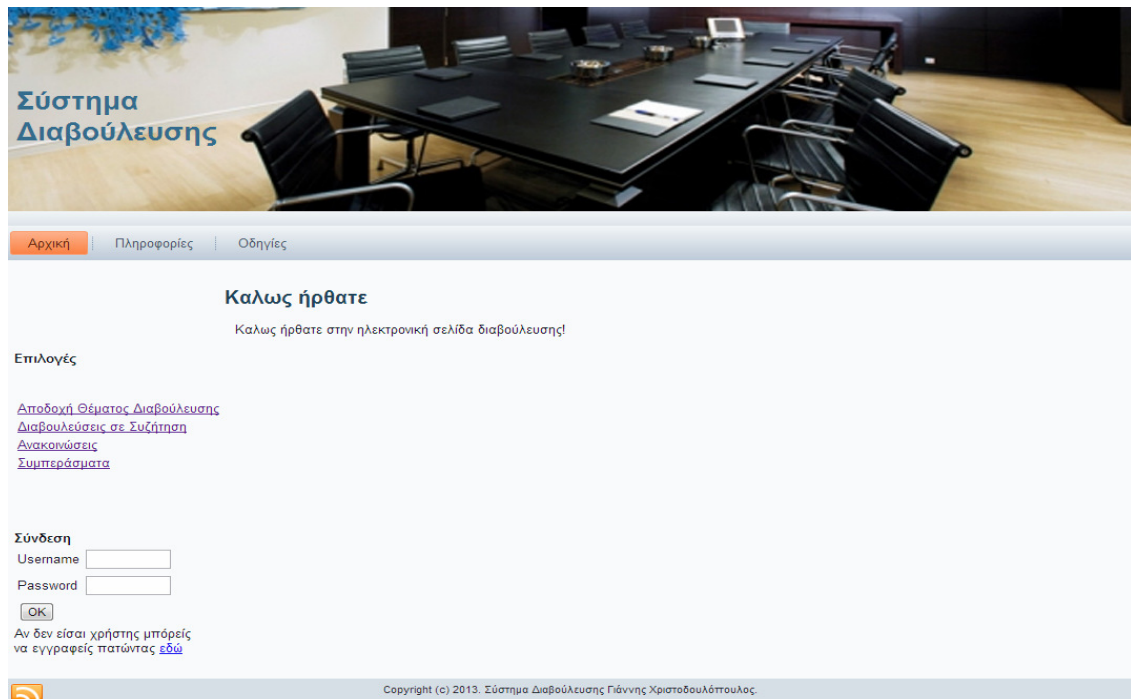 Σύστημα
Διαβούλευσης
Αρχική
Πληροφορίες
Οδηγίες
Καλως ήρθατε
Καλως ήρθατε στην ηλεκτρονική σελίδα διαβούλευσης!
Επιλογές
Αποδοχή Θέματος Διαβούλευσης
Διαβουλεύσεις σε Συζήτηση
Ανακοινώσεις
Συμπεράσματα
Σύνδεση
Username
Password
OK
Αν δεν είσαι χρήστης μπόρείς
να εγγραφείς πατώντας εδώ
Copyright (c) 2013. Σύστημα Διαβούλευσης Γιάννης Χριστοδουλόπουλος.